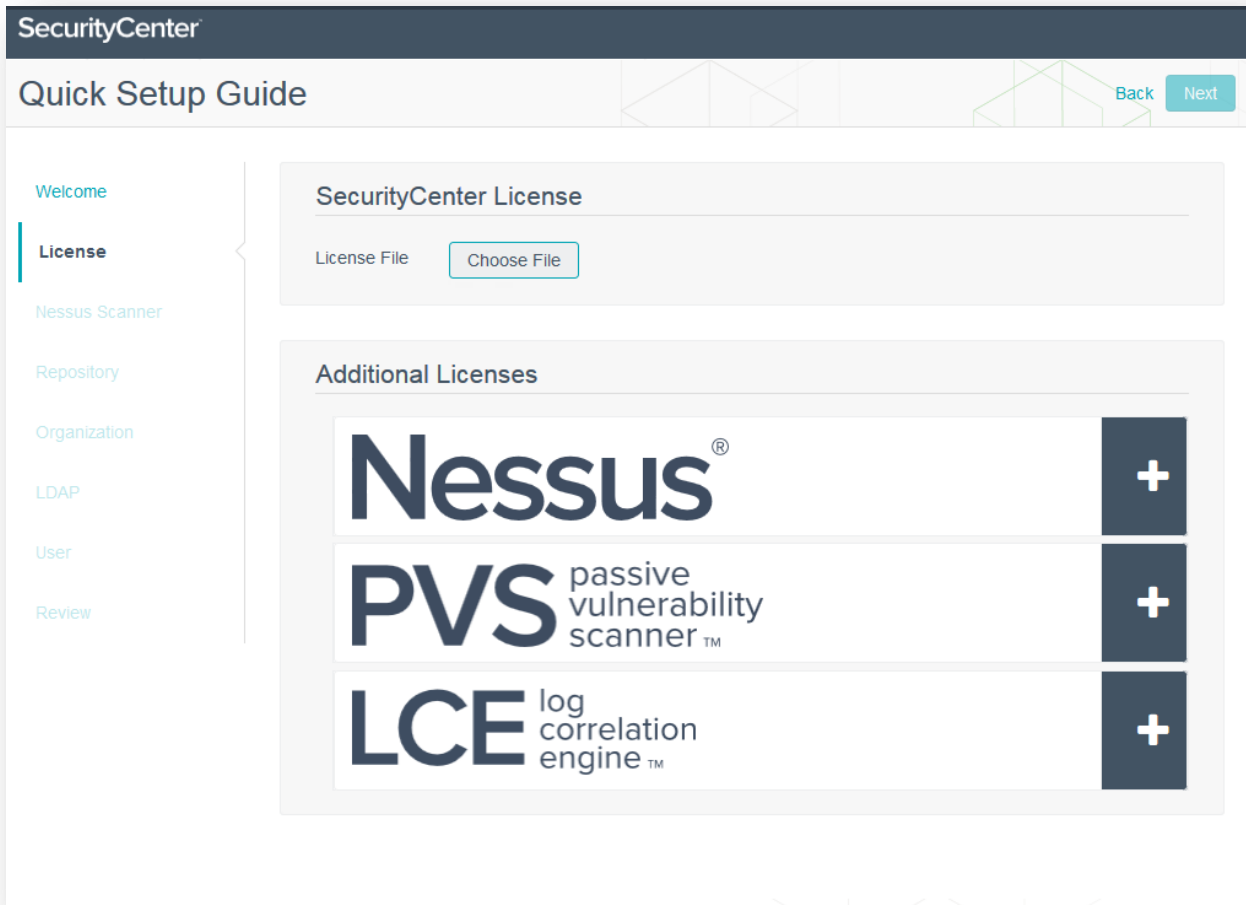 SecurityCenter™
Quick Setup Guide
Back
Next
Welcome
License
Nessus Scanner
Repository
Organization
LDAP
User
Review
SecurityCenter License
License File
Choose File
Additional Licenses
Nessus®
PVS passive
vulnerability
scanner™
LCE log
correlation
engine™